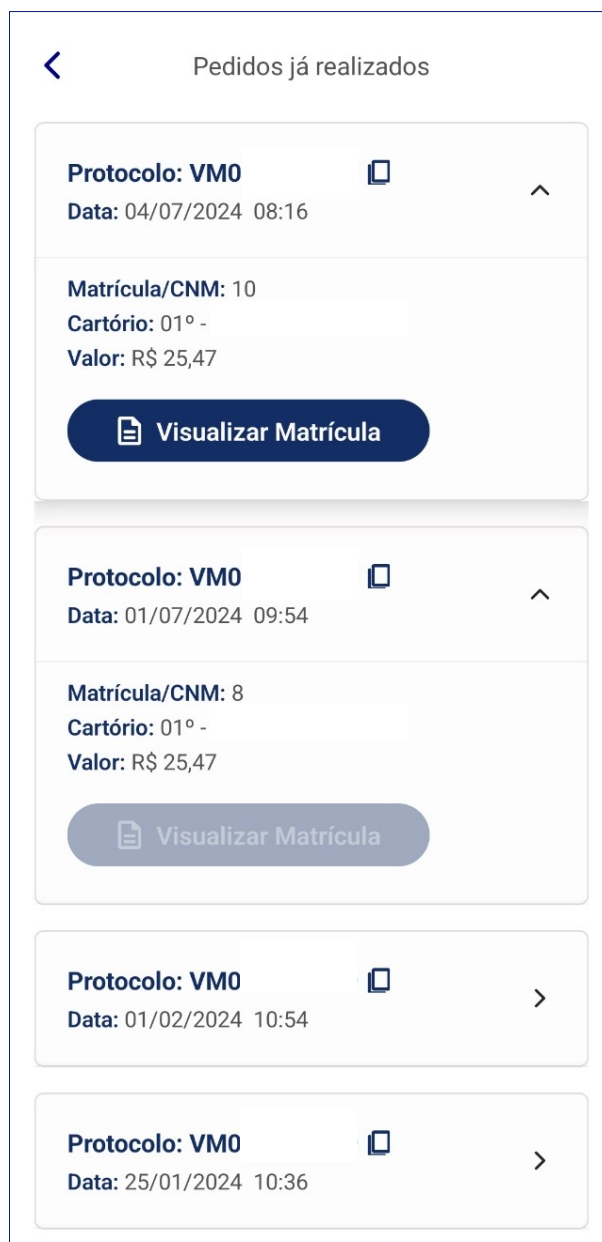 Pedidos já realizados
Protocolo: VM0
Data: 04/07/2024 08:16
Matrícula/CNM: 10
Cartório: 01º -
Valor: R$ 25,47
Visualizar Matrícula
Protocolo: VM0
Data: 01/07/2024 09:54
Matrícula/CNM: 8
Cartório: 01º -
Valor: R$ 25,47
Visualizar Matrícula
Protocolo: VM0
Data: 01/02/2024 10:54
Protocolo: VM0
Data: 25/01/2024 10:36